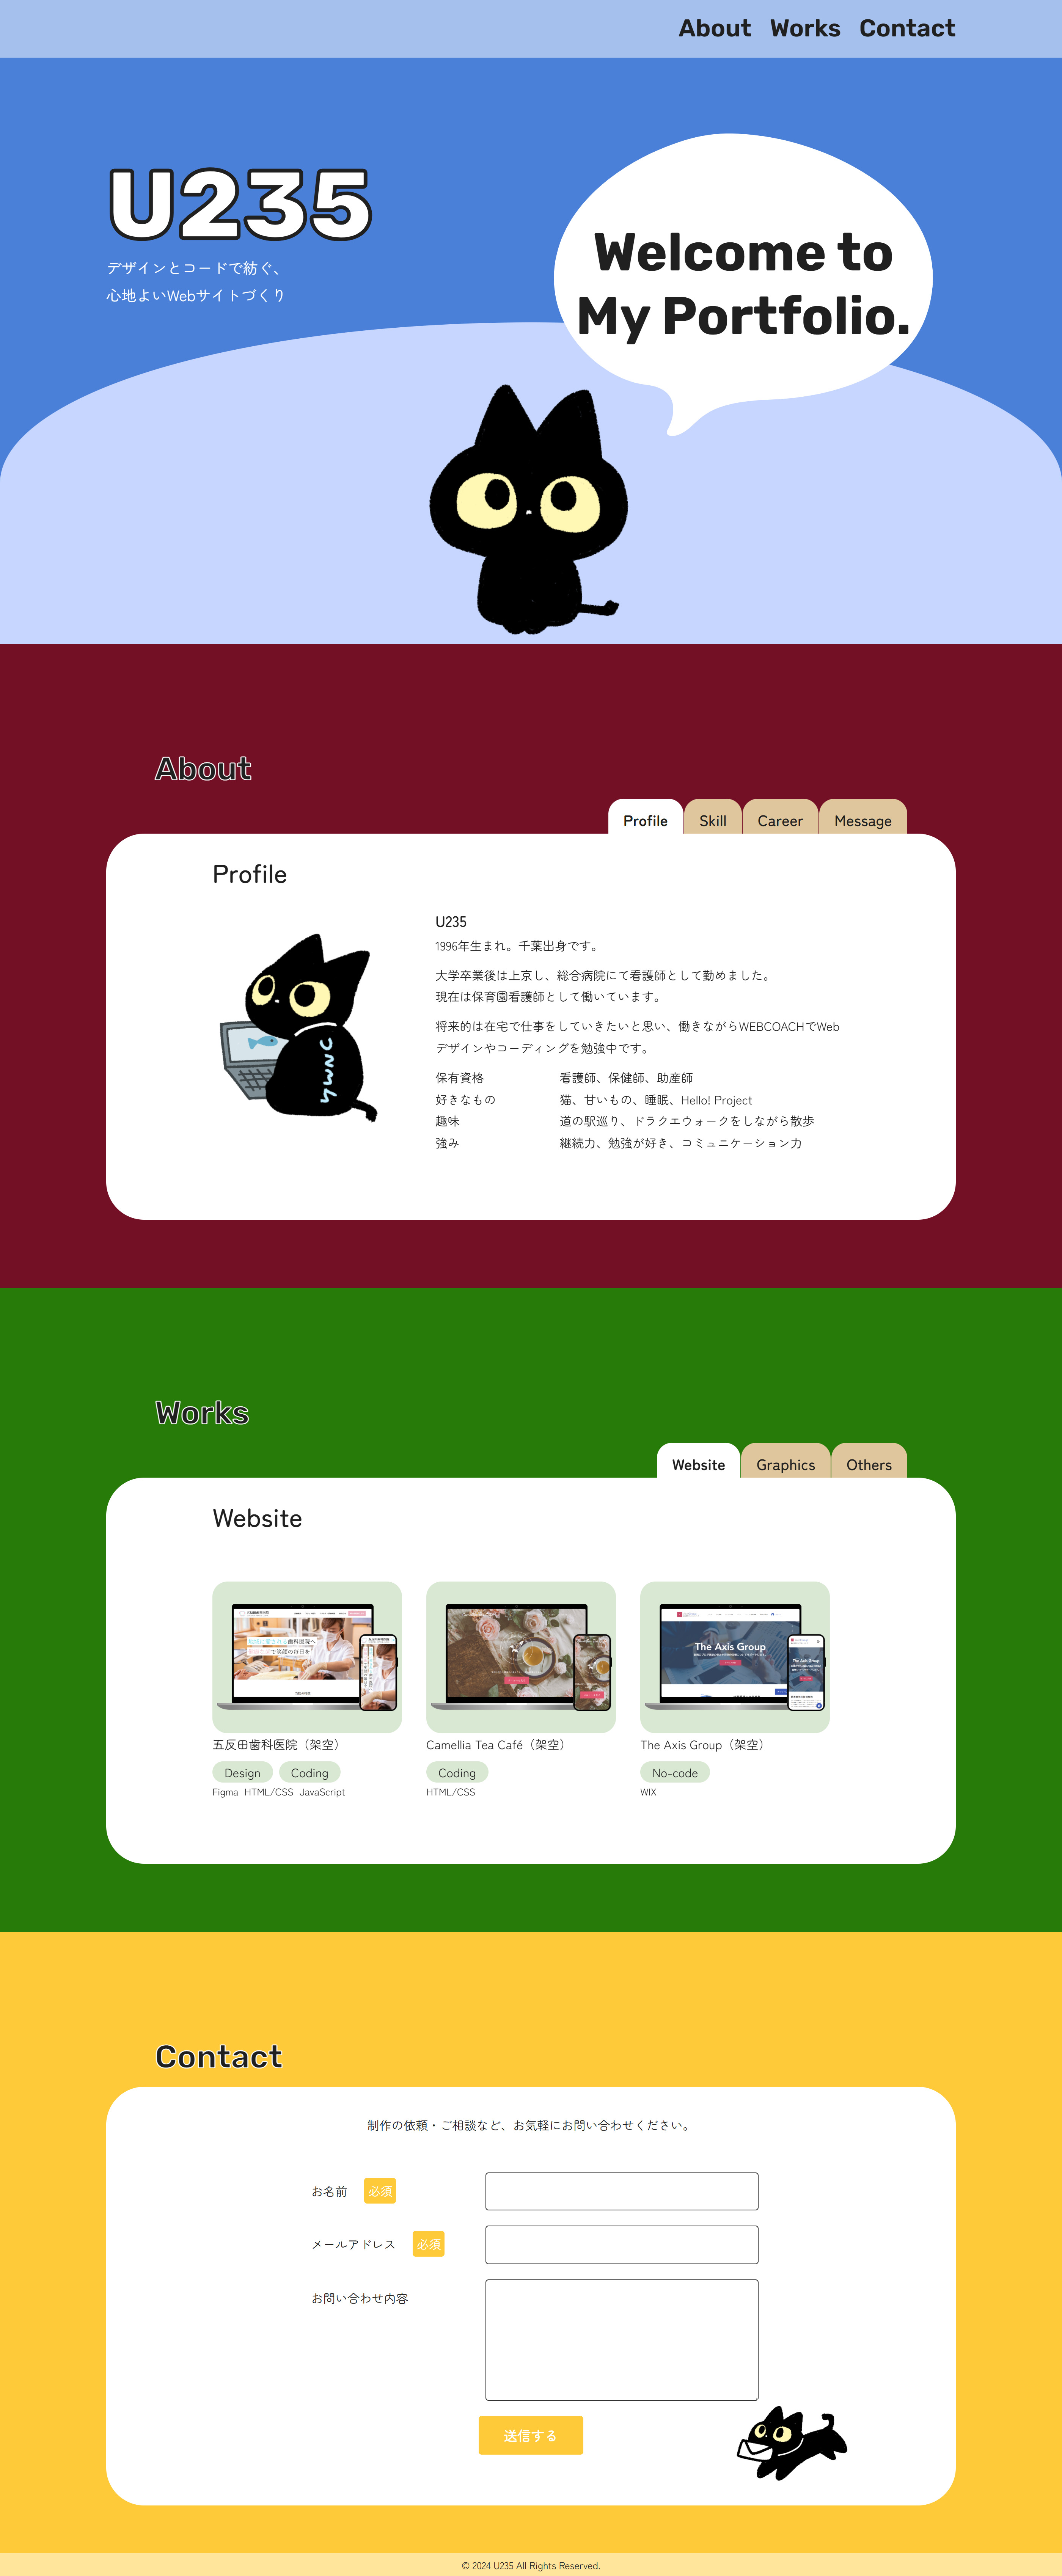 About Works Contact
U235
デザインとコードで紡ぐ、
心地よいWebサイトづくり
Welcome to
My Portfolio.
About
Profile Skill Career Message
Profile
U235
1996年生まれ。千葉出身です。
大学卒業後は上京し、総合病院にて看護師として勤めました。
現在は保育園看護師として働いています。
将来的は在宅で仕事をしていきたいと思い、働きながらWEBCOACHでWeb
デザインやコーディングを勉強中です。
保有資格 看護師、保健師、助産師
好きなもの 猫、甘いもの、睡眠、Hello! Project
趣味 道の駅巡り、ドラクエウォークをしながら散歩
強み 継続力、勉強が好き、コミュニケーション力
Works
Website Graphics Others
Website
The Axis Group
五反田歯科医院（架空）
Design Coding
Figma HTML/CSS JavaScript
Camellia Tea Café（架空）
Coding
HTML/CSS
The Axis Group（架空）
No-code
WIX
Contact
制作の依頼・ご相談など、お気軽にお問い合わせください。
お名前 必須
メールアドレス 必須
お問い合わせ内容
送信する
© 2024 U235 All Rights Reserved.